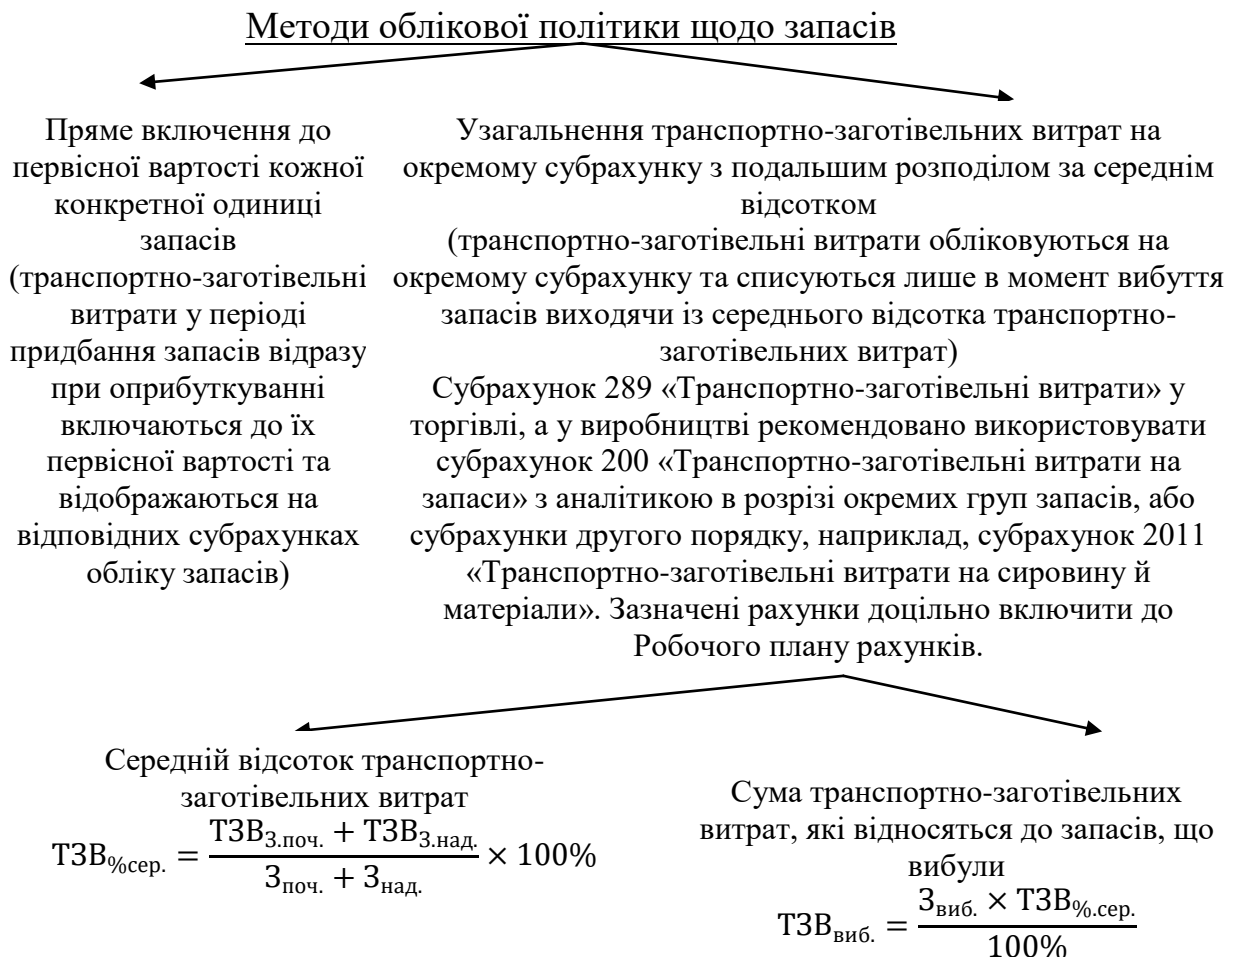 Методи облікової політики щодо запасів
Пряме включення до
первісної вартості кожної
конкретної одиниці
запасів
(транспортно-заготівельні
витрати у періоді
придбання запасів відразу
при оприбуткуванні
включаються до їх
первісної вартості та
відображаються на
відповідних субрахунках
обліку запасів)
Узагальнення транспортно-заготівельних витрат на
окремому субрахунку з подальшим розподілом за середнім
відсотком
(транспортно-заготівельні витрати обліковуються на
окремому субрахунку та списуються лише в момент вибуття
запасів виходячи із середнього відсотка транспортно-
заготівельних витрат)
Субрахунок 289 «Транспортно-заготівельні витрати» у
торгівлі, а у виробництві рекомендовано використовувати
субрахунок 200 «Транспортно-заготівельні витрати на
запаси» з аналітикою в розрізі окремих груп запасів, або
субрахунки другого порядку, наприклад, субрахунок 2011
«Транспортно-заготівельні витрати на сировину й
матеріали». Зазначені рахунки доцільно включити до
Робочого плану рахунків.
Середній відсоток транспортно-
заготівельних витрат
ТЗВ%сер. = (ТЗВЗ.поч. + ТЗВЗ.над.) / (Зпоч. + Знад.) × 100%
Сума транспортно-заготівельних
витрат, які відносяться до запасів, що
вибули
ТЗВвиб. = (Звиб. × ТЗВ%.сер.) / 100%